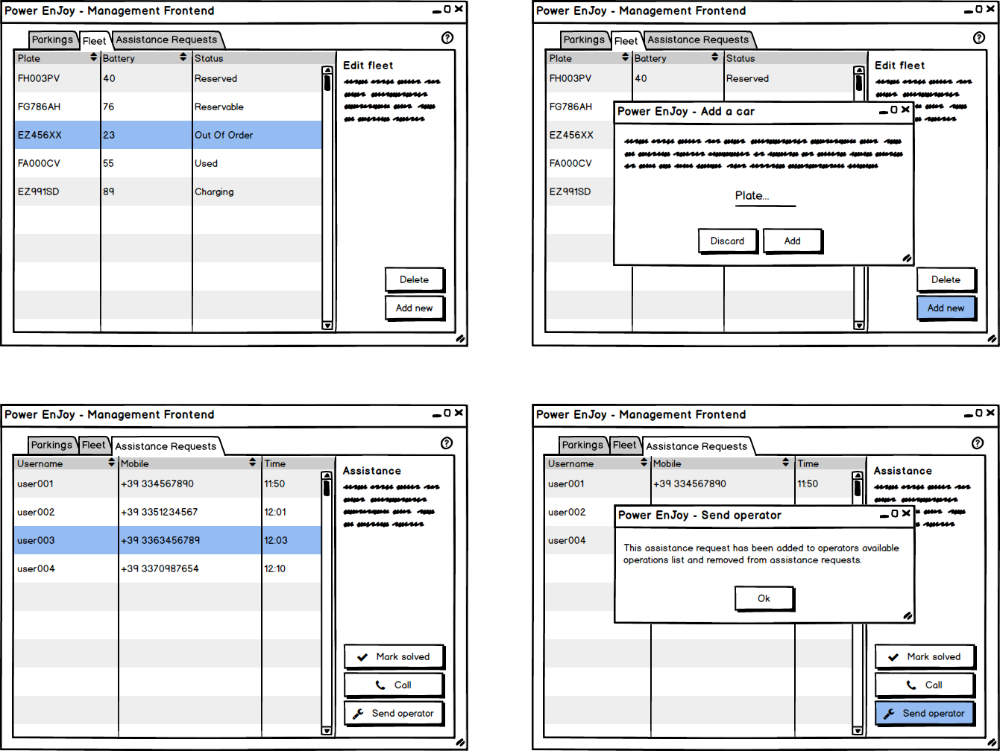 Power EnJoy - Management Frontend
Parkings Fleet Assistance Requests ?
Plate Battery Status
FH003PV 40 Reserved
FG786AH 76 Reservable
EZ456XX 23 Out Of Order
FA000CV 55 Used
EZ991SD 89 Charging
Edit fleet
Delete
Add new
Power EnJoy - Management Frontend
Parkings Fleet Assistance Requests ?
Plate Battery Status
FH003PV 40 Reserved
FG786AH
EZ456XX
FA000CV
EZ991SD
Edit fleet
Power EnJoy - Add a car
Plate...
Discard Add
Delete
Add new
Power EnJoy - Management Frontend
Parkings Fleet Assistance Requests ?
Username Mobile Time
user001 +39 334567890 11:50
user002 +39 3351234567 12:01
user003 +39 3363456789 12:03
user004 +39 3370987654 12:10
Assistance
Mark solved
Call
Send operator
Power EnJoy - Management Frontend
Parkings Fleet Assistance Requests ?
Username Mobile Time
user001 +39 334567890 11:50
user002
user004
Assistance
Power EnJoy - Send operator
This assistance request has been added to operators available
operations list and removed from assistance requests.
Ok
Mark solved
Call
Send operator